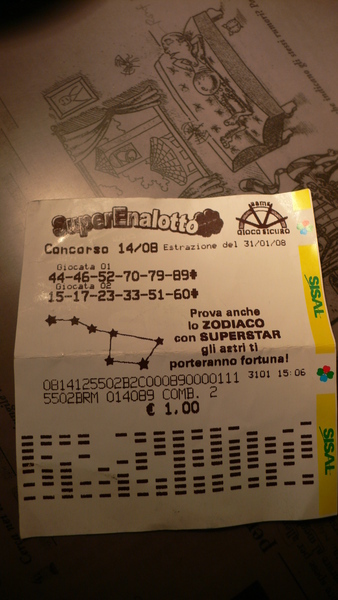 SuperEnalotto
GIOCO SICURO
Concorso 14/08 Estrazione del 31/01/08
Giocata 01
44-46-52-70-79-89*
Giocata 02
15-17-23-33-51-60*
Prova anche
lo ZODIACO
con SUPERSTAR
gli astri ti
porteranno fortuna!
0814125502B2C000890000111 3101 15:06
5502BRM 014089 COMB. 2
€ 1.00
SISAL
SISAL